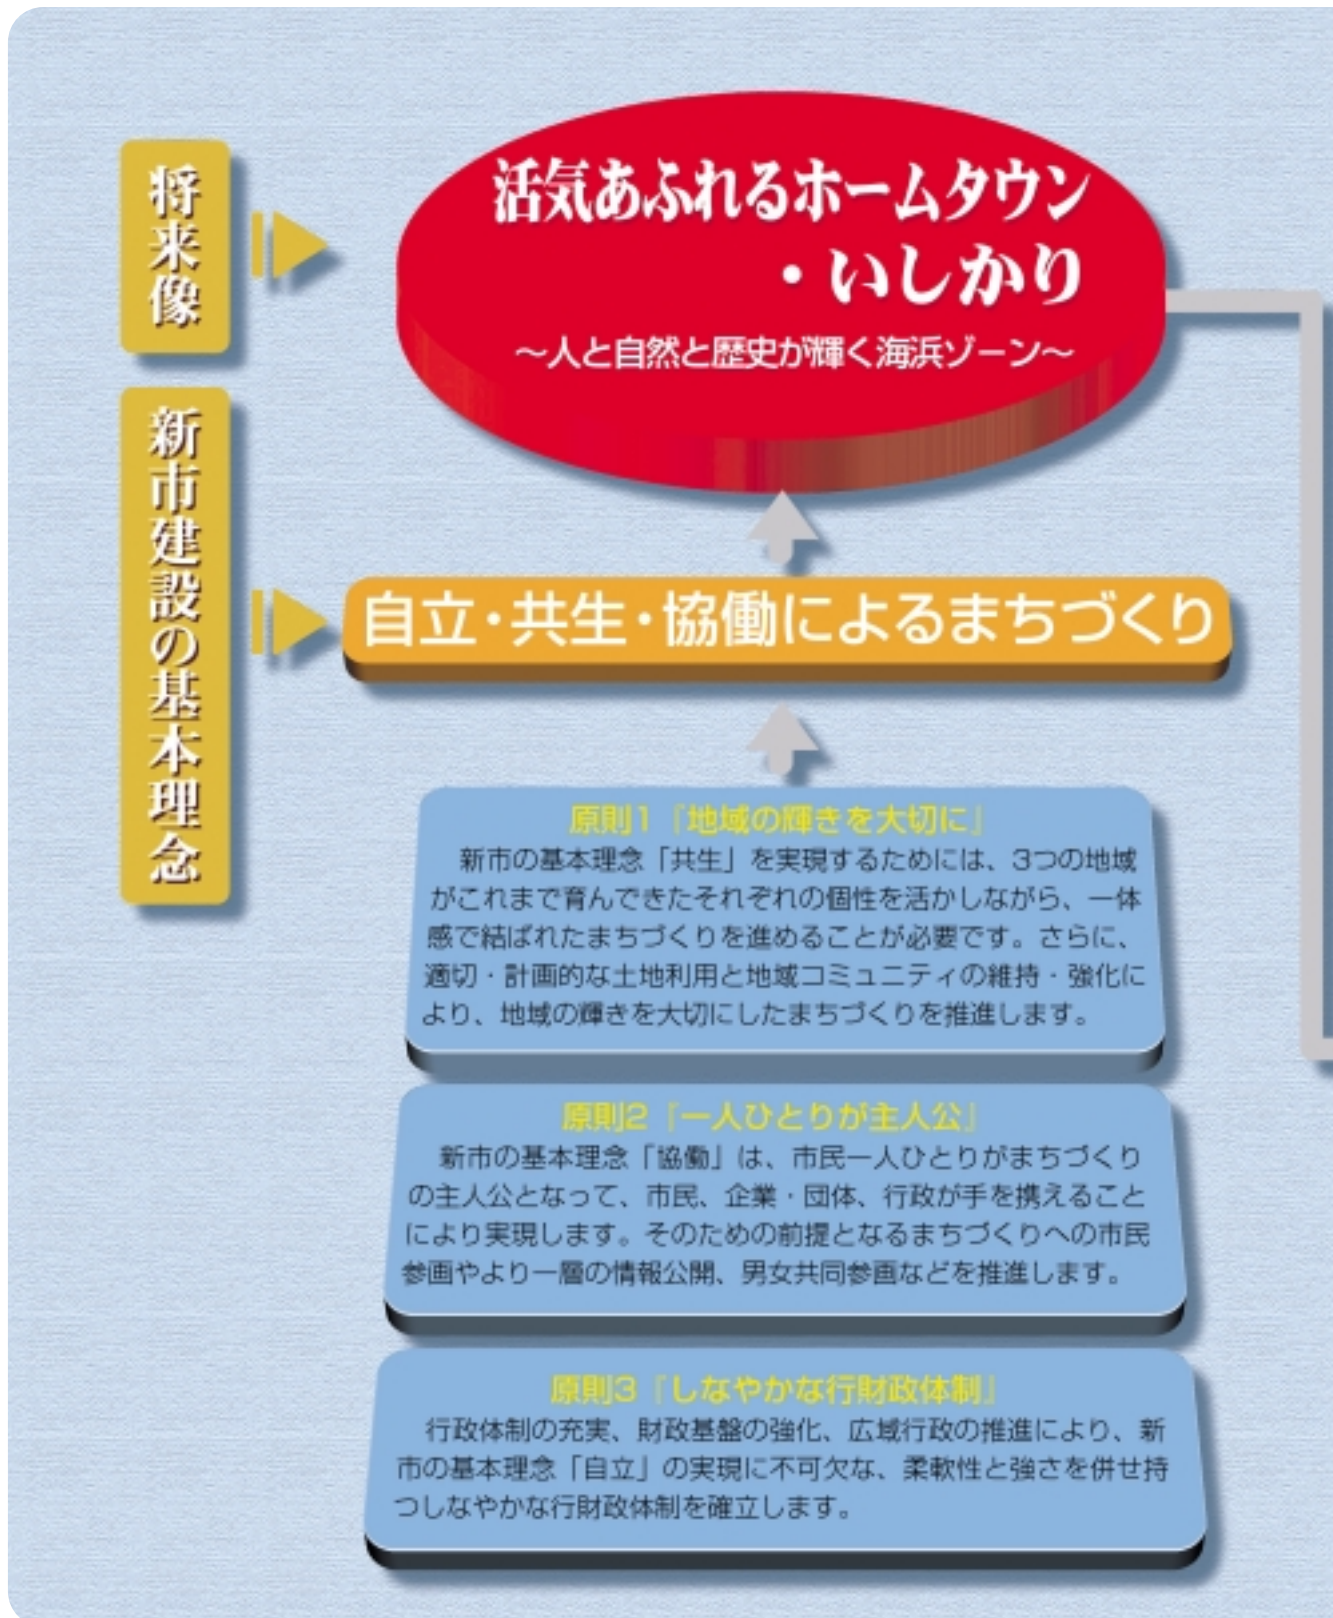 将来像
活気あふれるホームタウン
・いしかり
～人と自然と歴史が輝く海浜ゾーン～
新市建設の基本理念
自立・共生・協働によるまちづくり
原則1『地域の輝きを大切に』
新市の基本理念「共生」を実現するためには、3つの地域
がこれまで育んできたそれぞれの個性を活かしながら、一体
感で結ばれたまちづくりを進めることが必要です。さらに、
適切・計画的な土地利用と地域コミュニティの維持・強化に
より、地域の輝きを大切にしたまちづくりを推進します。
原則2『一人ひとりが主人公』
新市の基本理念「協働」は、市民一人ひとりがまちづくり
の主人公となって、市民、企業・団体、行政が手を携えること
により実現します。そのための前提となるまちづくりへの市民
参画やより一層の情報公開、男女共同参画などを推進します。
原則3『しなやかな行財政体制』
行政体制の充実、財政基盤の強化、広域行政の推進により、新
市の基本理念「自立」の実現に不可欠な、柔軟性と強さを併せ持
つしなやかな行財政体制を確立します。